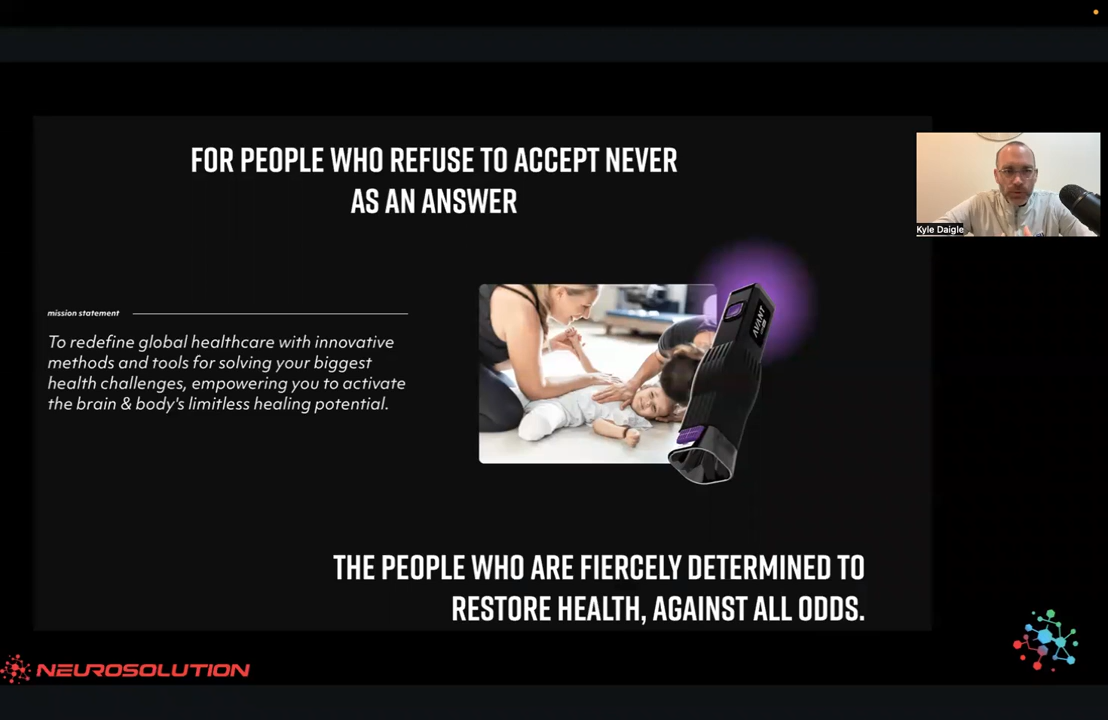 FOR PEOPLE WHO REFUSE TO ACCEPT NEVER
AS AN ANSWER
Kyle Daigle
mission statement
To redefine global healthcare with innovative
methods and tools for solving your biggest
health challenges, empowering you to activate
the brain & body's limitless healing potential.
AVANT
THE PEOPLE WHO ARE FIERCELY DETERMINED TO
RESTORE HEALTH, AGAINST ALL ODDS.
NEUROSOLUTION